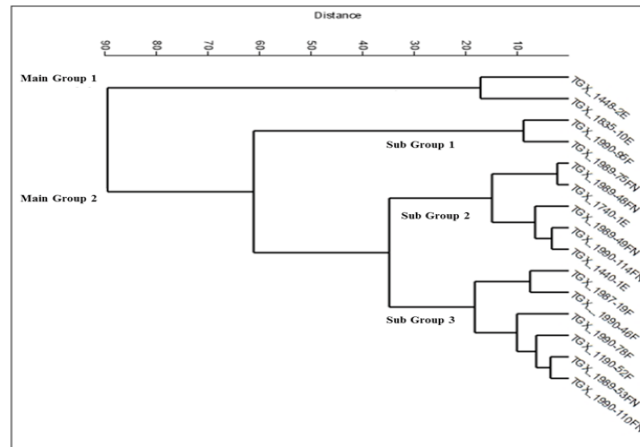 Distance
90 80 70 60 50 40 30 20 10
Main Group 1
TGX_1448-2E
TGX_1835-10E
TGX_1990-95F
Sub Group 1
TGX_1989-75FN
TGX_1989-48FN
Main Group 2
TGX_1740-1E
Sub Group 2
TGX_1989-49FN
TGX_1990-114FN
TGX_1440-1E
TGX_1987-19F
Sub Group 3
TGX_1990-46F
TGX_1990-78F
TGX_1190-52F
TGX_1989-53FN
TGX_1990-110FN